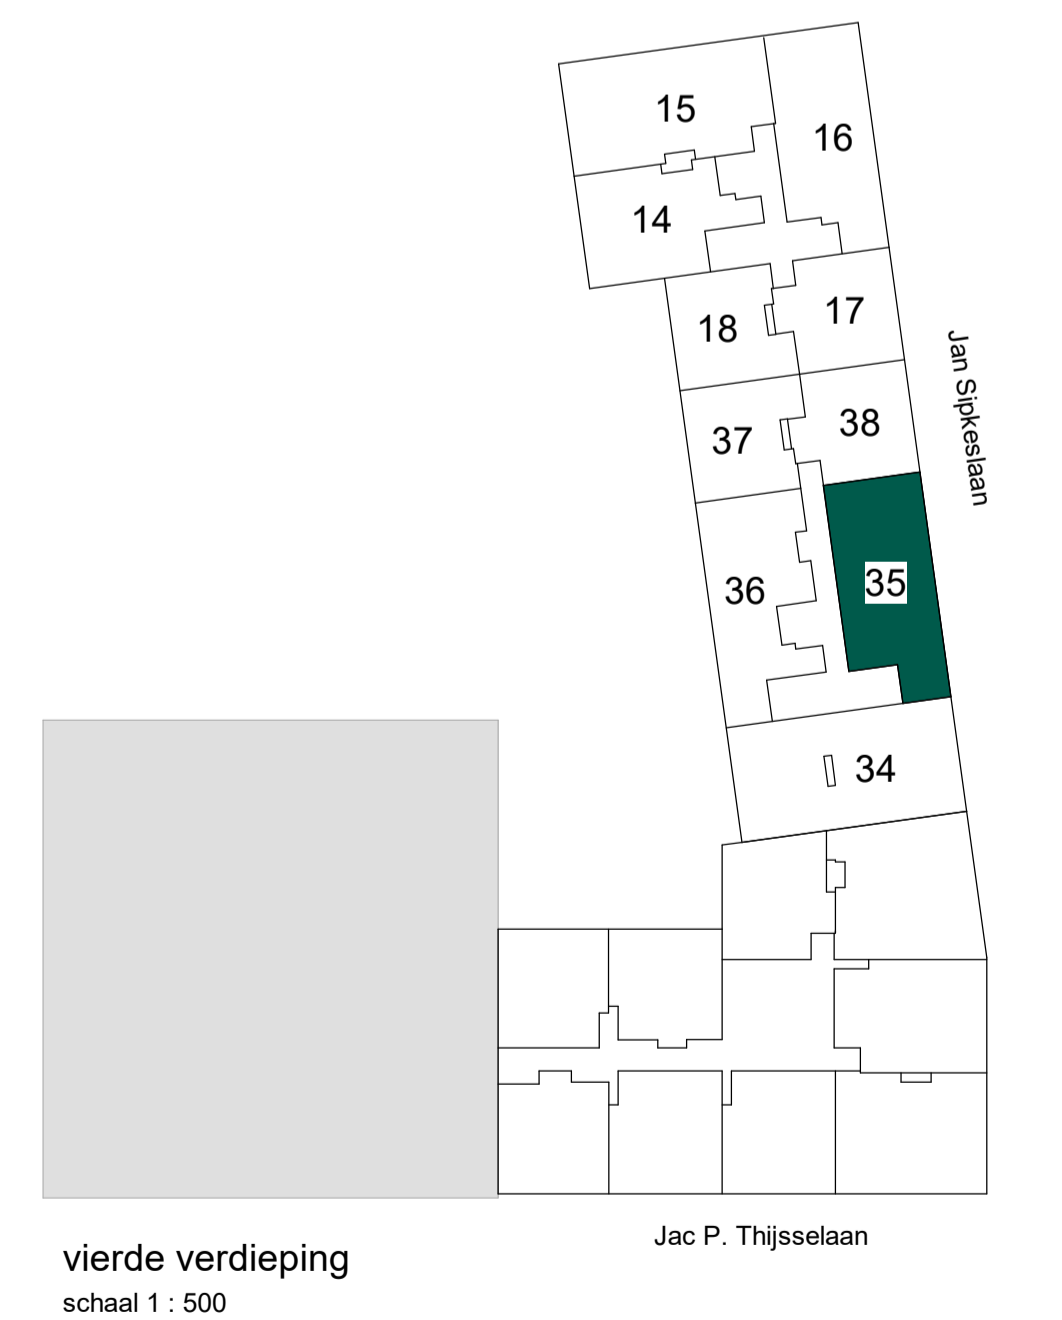 15
16
14
17
18
38
37
Jan Sipkeslaan
35
36
34
Jac P. Thijsselaan
vierde verdieping
schaal 1 : 500